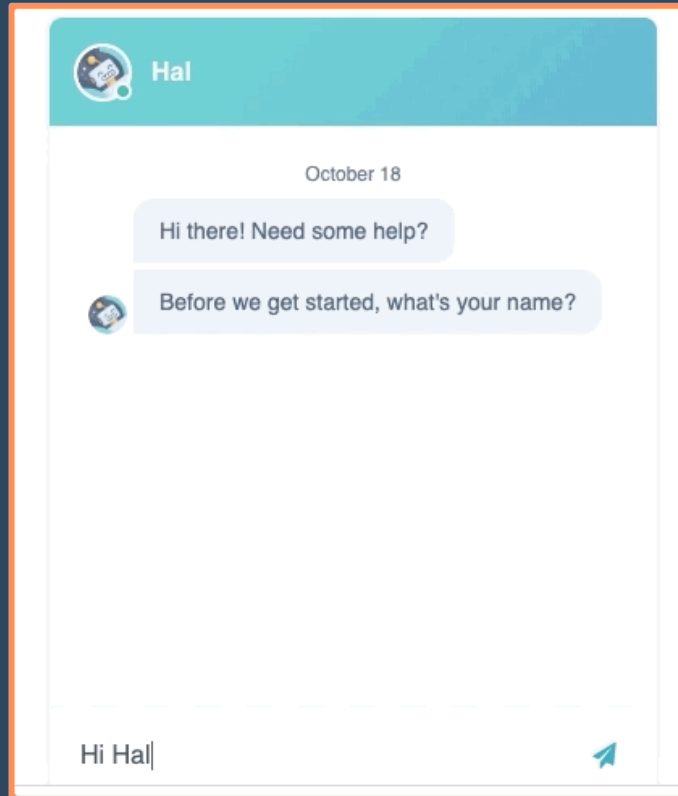 Hal
October 18
Hi there! Need some help?
Before we get started, what's your name?
Hi Hal